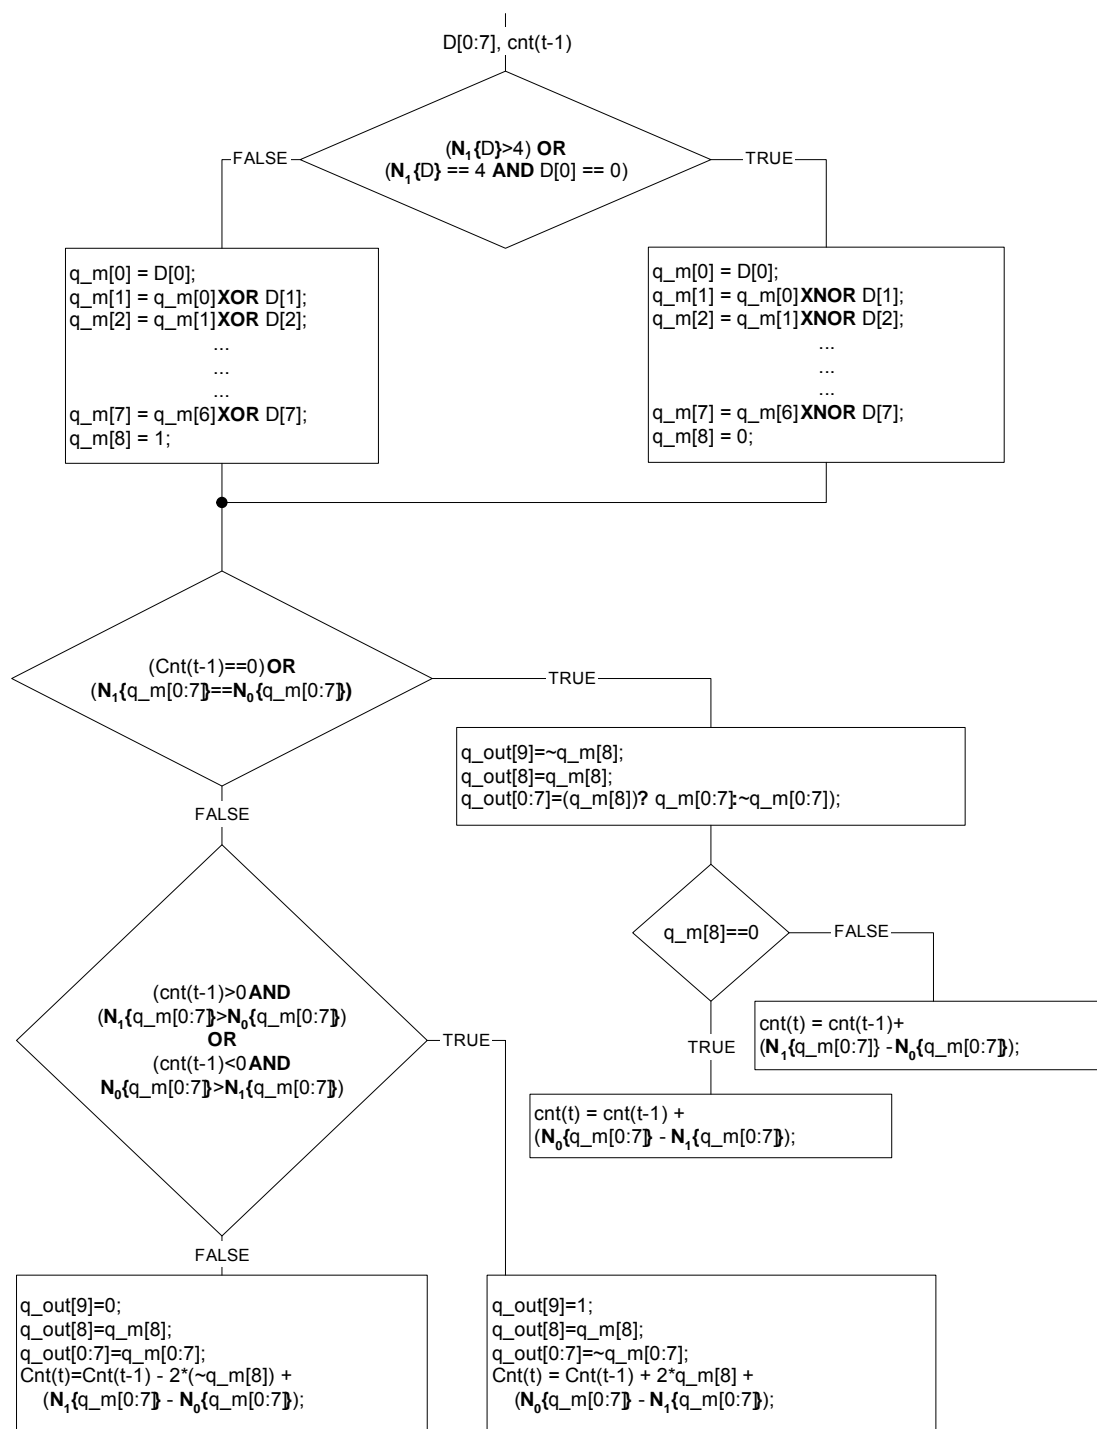 D[0:7], cnt(t-1)
(N₁{D}>4) OR
(N₁{D} == 4 AND D[0] == 0)
FALSE
TRUE
q_m[0] = D[0];
q_m[1] = q_m[0]XOR D[1];
q_m[2] = q_m[1]XOR D[2];
...
...
...
q_m[7] = q_m[6]XOR D[7];
q_m[8] = 1;
q_m[0] = D[0];
q_m[1] = q_m[0]XNOR D[1];
q_m[2] = q_m[1]XNOR D[2];
...
...
...
q_m[7] = q_m[6]XNOR D[7];
q_m[8] = 0;
(Cnt(t-1)==0)OR
(N₁{q_m[0:7]}==N₀{q_m[0:7]})
TRUE
FALSE
q_out[9]=~q_m[8];
q_out[8]=q_m[8];
q_out[0:7]=(q_m[8])? q_m[0:7]:~q_m[0:7]);
q_m[8]==0
FALSE
TRUE
cnt(t) = cnt(t-1)+
(N₁{q_m[0:7]} -N₀{q_m[0:7]});
cnt(t) = cnt(t-1) +
(N₀{q_m[0:7]} - N₁{q_m[0:7]});
(cnt(t-1)>0AND
(N₁{q_m[0:7]}>N₀{q_m[0:7]})
OR
(cnt(t-1)<0AND
N₀{q_m[0:7]}>N₁{q_m[0:7]})
TRUE
FALSE
q_out[9]=0;
q_out[8]=q_m[8];
q_out[0:7]=q_m[0:7];
Cnt(t)=Cnt(t-1) - 2*(~q_m[8]) +
(N₁{q_m[0:7]} - N₀{q_m[0:7]});
q_out[9]=1;
q_out[8]=q_m[8];
q_out[0:7]=~q_m[0:7];
Cnt(t) = Cnt(t-1) + 2*q_m[8] +
(N₀{q_m[0:7]} - N₁{q_m[0:7]});